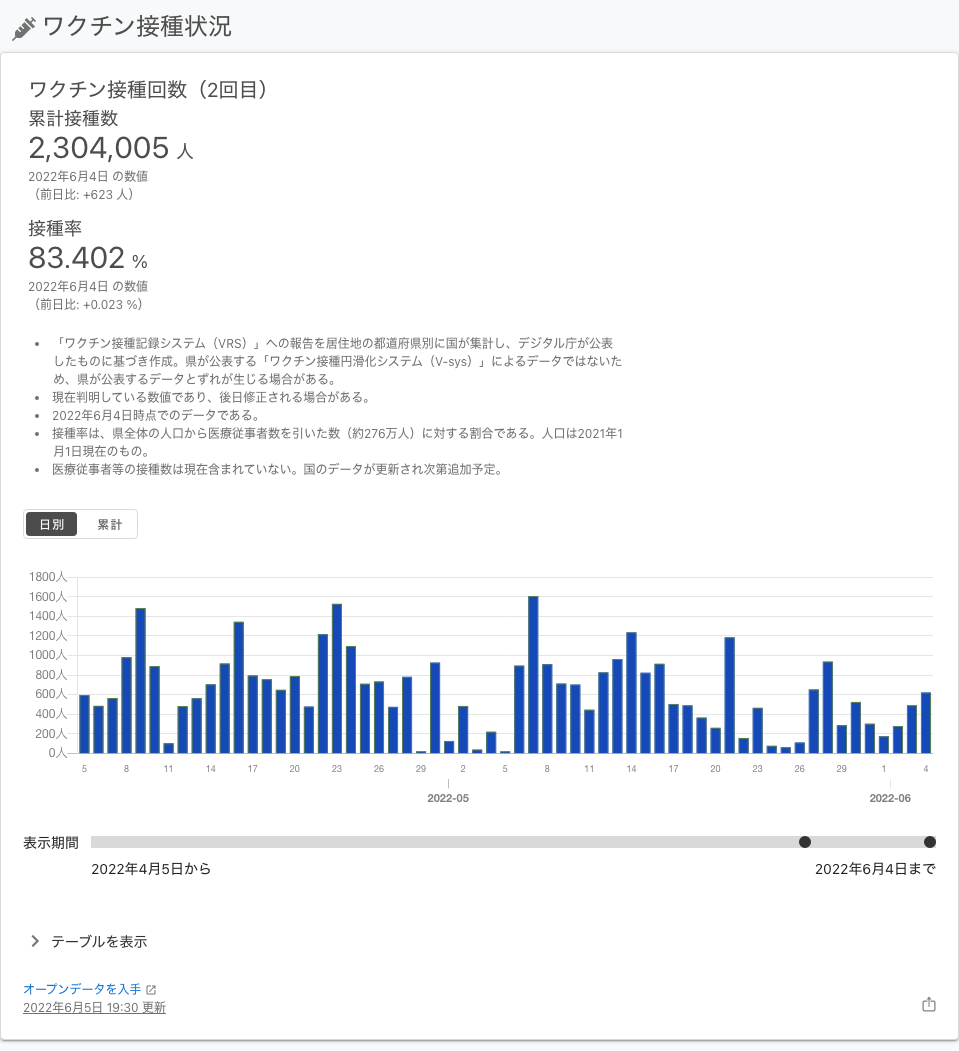 ワクチン接種状況
ワクチン接種回数（2回目）
累計接種数
2,304,005 人
2022年6月4日 の数値
（前日比: +623 人）
接種率
83.402 %
2022年6月4日 の数値
（前日比: +0.023 %）
• 「ワクチン接種記録システム（VRS）」への報告を居住地の都道府県別に国が集計し、デジタル庁が公表
したものに基づき作成。県が公表する「ワクチン接種円滑化システム（V-sys）」によるデータではないた
め、県が公表するデータとずれが生じる場合がある。
• 現在判明している数値であり、後日修正される場合がある。
• 2022年6月4日時点でのデータである。
• 接種率は、県全体の人口から医療従事者数を引いた数（約276万人）に対する割合である。人口は2021年1
月1日現在のもの。
• 医療従事者等の接種数は現在含まれていない。国のデータが更新され次第追加予定。
日別 累計
1800人
1600人
1400人
1200人
1000人
800人
600人
400人
200人
0人
5 8 11 14 17 20 23 26 29 2 5 8 11 14 17 20 23 26 29 1 4
2022-05 2022-06
表示期間
2022年4月5日から 2022年6月4日まで
テーブルを表示
オープンデータを入手
2022年6月5日 19:30 更新